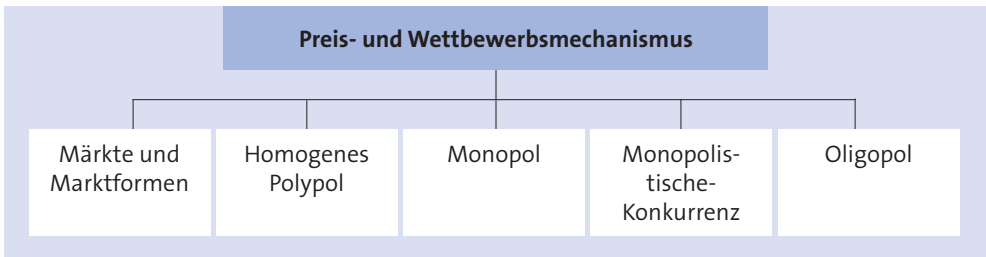 Preis- und Wettbewerbsmechanismus
Märkte und
Marktformen
Homogenes
Polypol
Monopol
Monopolis-
tische-
Konkurrenz
Oligopol